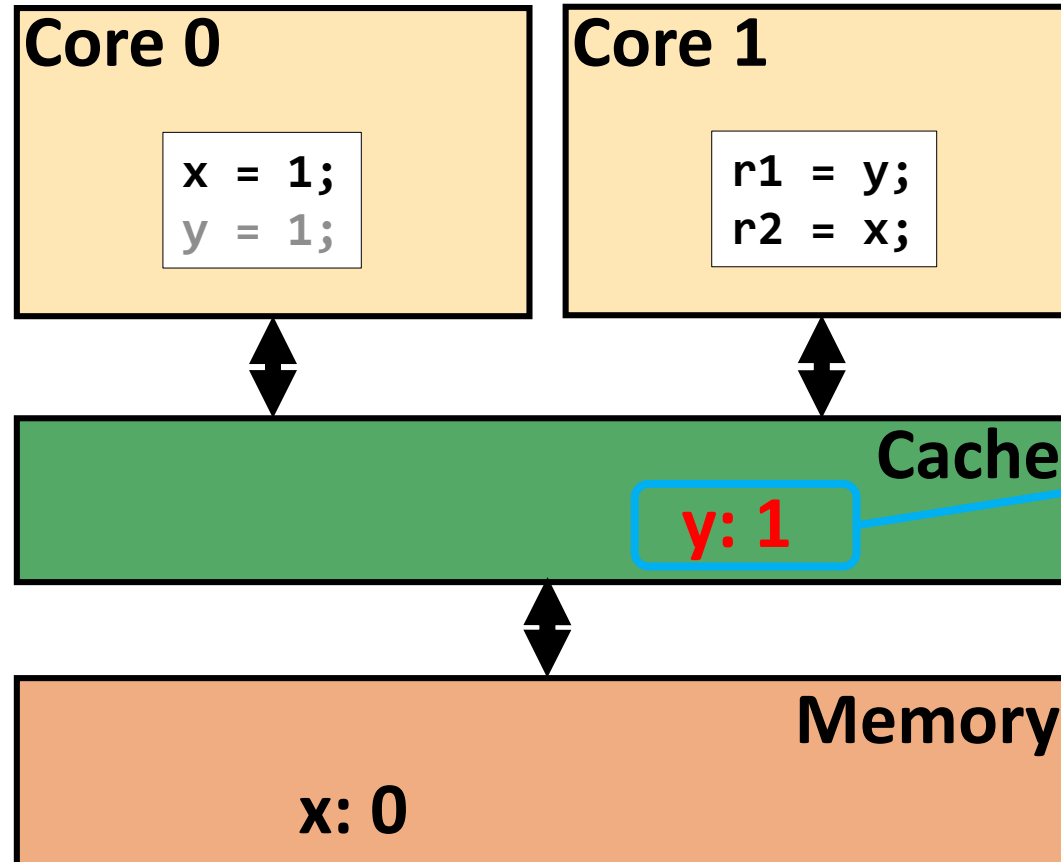 Core 0
x = 1;
y = 1;
Core 1
r1 = y;
r2 = x;
Cache
y: 1
Memory
x: 0